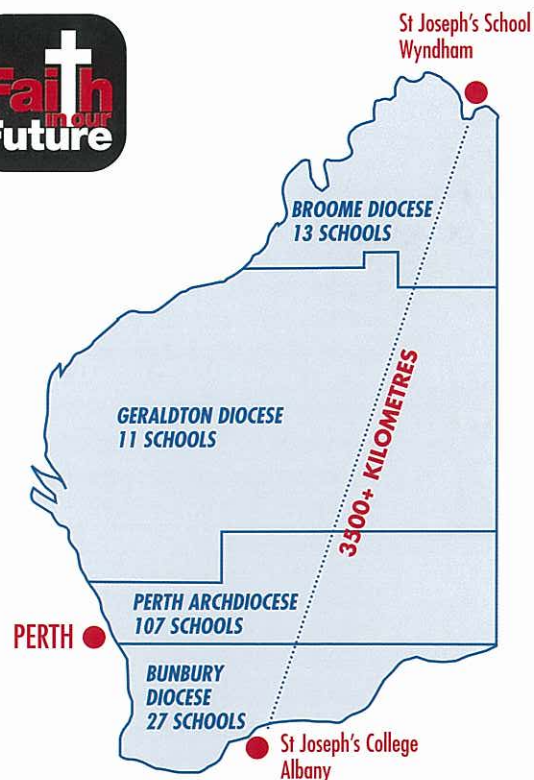 Faith
in our
Future
St Joseph's School
Wyndham
BROOME DIOCESE
13 SCHOOLS
GERALDTON DIOCESE
11 SCHOOLS
3500+ KILOMETRES
PERTH ARCHDIOCESE
107 SCHOOLS
PERTH
BUNBURY
DIOCESE
27 SCHOOLS
St Joseph's College
Albany